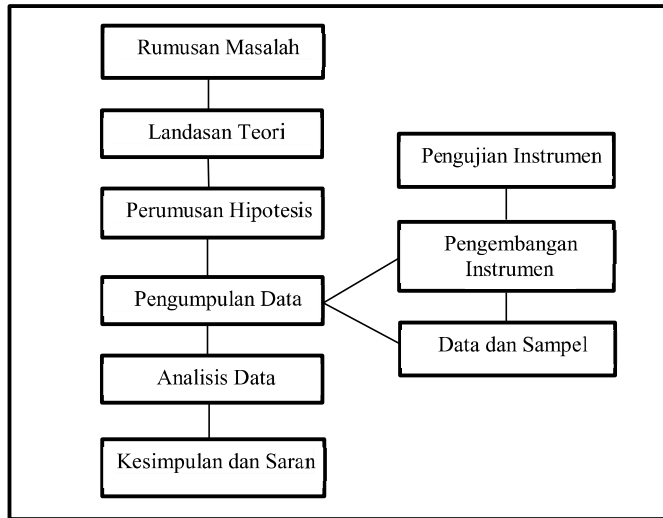 Rumusan Masalah
Landasan Teori
Perumusan Hipotesis
Pengumpulan Data
Analisis Data
Kesimpulan dan Saran
Pengujian Instrumen
Pengembangan
Instrumen
Data dan Sampel